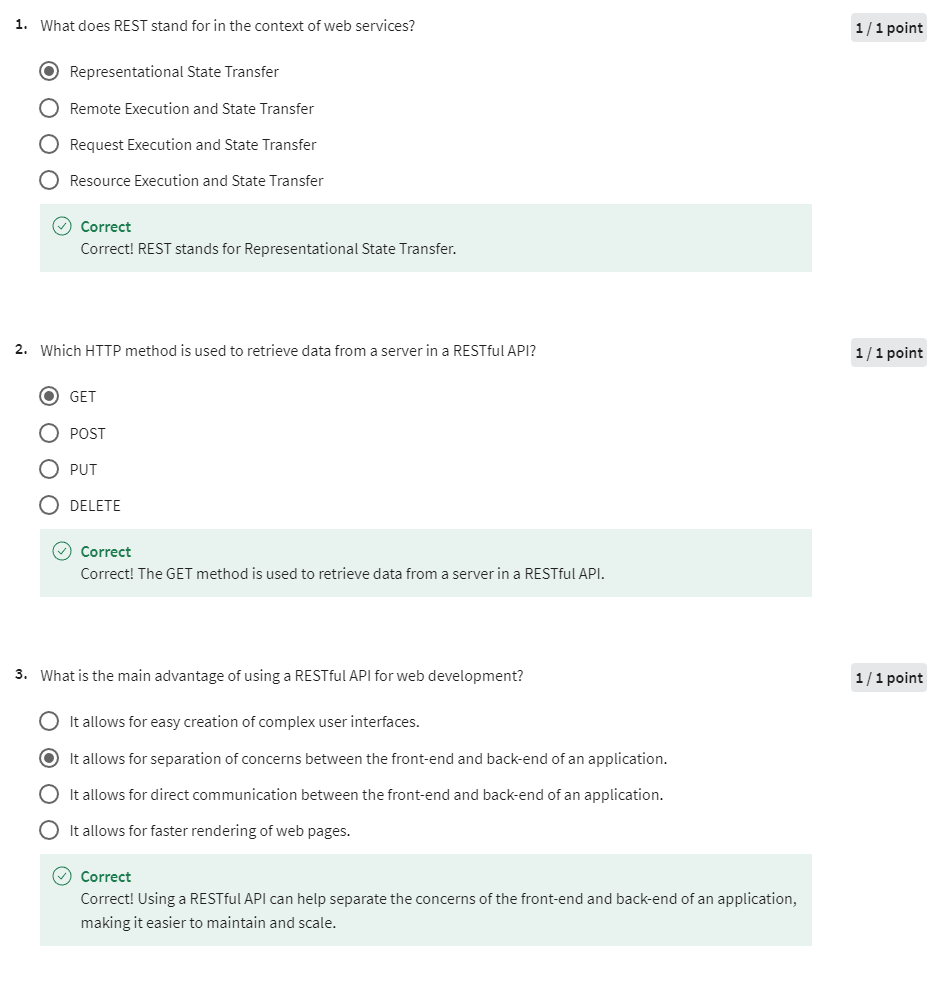 1. What does REST stand for in the context of web services?
1 / 1 point
Representational State Transfer
Remote Execution and State Transfer
Request Execution and State Transfer
Resource Execution and State Transfer
Correct
Correct! REST stands for Representational State Transfer.
2. Which HTTP method is used to retrieve data from a server in a RESTful API?
1 / 1 point
GET
POST
PUT
DELETE
Correct
Correct! The GET method is used to retrieve data from a server in a RESTful API.
3. What is the main advantage of using a RESTful API for web development?
1 / 1 point
It allows for easy creation of complex user interfaces.
It allows for separation of concerns between the front-end and back-end of an application.
It allows for direct communication between the front-end and back-end of an application.
It allows for faster rendering of web pages.
Correct
Correct! Using a RESTful API can help separate the concerns of the front-end and back-end of an application,
making it easier to maintain and scale.